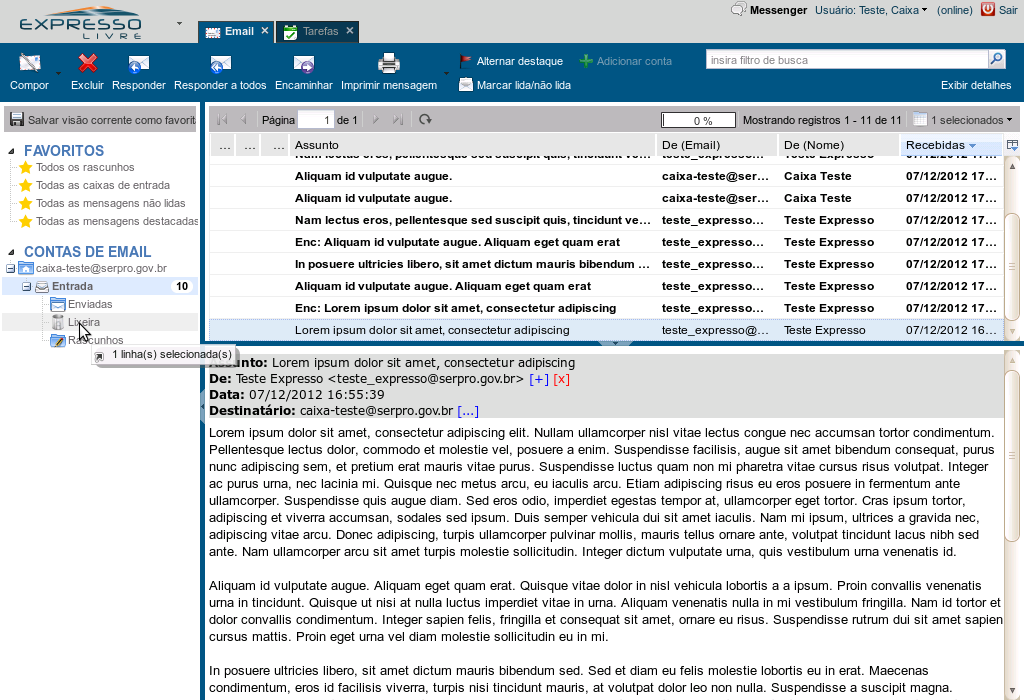 EXPRESSO
LIVRE
Email
Tarefas
Messenger
Usuário: Teste, Caixa
(online)
Sair
Compor
Excluir
Responder
Responder a todos
Encaminhar
Imprimir mensagem
Alternar destaque
Adicionar conta
Marcar lida/não lida
insira filtro de busca
Exibir detalhes
Salvar visão corrente como favorit
FAVORITOS
Todos os rascunhos
Todas as caixas de entrada
Todas as mensagens não lidas
Todas as mensagens destacadas
CONTAS DE EMAIL
caixa-teste@serpro.gov.br
Entrada 10
Enviadas
Lixeira
Rascunhos
1 linha(s) selecionada(s)
Página 1 de 1
0 %
Mostrando registros 1 - 11 de 11
1 selecionados
... ... ... Assunto De (Email) De (Nome) Recebidas
Nam lectus eros, pellentesque sed suscipit quis, tincidunt ve... teste_expresso... Teste Expresso 07/12/2012 17...
Aliquam id vulputate augue. caixa-teste@ser... Caixa Teste 07/12/2012 17...
Aliquam id vulputate augue. caixa-teste@ser... Caixa Teste 07/12/2012 17...
Nam lectus eros, pellentesque sed suscipit quis, tincidunt ve... teste_expresso... Teste Expresso 07/12/2012 17...
Enc: Aliquam id vulputate augue. Aliquam eget quam erat teste_expresso... Teste Expresso 07/12/2012 17...
In posuere ultricies libero, sit amet dictum mauris bibendum ... teste_expresso... Teste Expresso 07/12/2012 17...
Aliquam id vulputate augue. Aliquam eget quam erat teste_expresso... Teste Expresso 07/12/2012 17...
Enc: Lorem ipsum dolor sit amet, consectetur adipiscing teste_expresso... Teste Expresso 07/12/2012 17...
Lorem ipsum dolor sit amet, consectetur adipiscing teste_expresso@... Teste Expresso 07/12/2012 16...
Assunto: Lorem ipsum dolor sit amet, consectetur adipiscing
De: Teste Expresso <teste_expresso@serpro.gov.br> [+] [x]
Data: 07/12/2012 16:55:39
Destinatário: caixa-teste@serpro.gov.br [...]
Lorem ipsum dolor sit amet, consectetur adipiscing elit. Nullam ullamcorper nisl vitae lectus congue nec accumsan tortor condimentum.
Pellentesque lectus dolor, commodo et molestie vel, posuere a enim. Suspendisse facilisis, augue sit amet bibendum consequat, purus
nunc adipiscing sem, et pretium erat mauris vitae purus. Suspendisse luctus quam non mi pharetra vitae cursus risus volutpat. Integer
ac purus urna, nec lacinia mi. Quisque nec metus arcu, eu iaculis arcu. Etiam adipiscing risus eu eros posuere in fermentum ante
ullamcorper. Suspendisse quis augue diam. Sed eros odio, imperdiet egestas tempor at, ullamcorper eget tortor. Cras ipsum tortor,
adipiscing et viverra accumsan, sodales sed ipsum. Duis semper vehicula dui sit amet iaculis. Nam mi ipsum, ultrices a gravida nec,
adipiscing vitae arcu. Donec adipiscing, turpis ullamcorper pulvinar mollis, mauris tellus ornare ante, volutpat tincidunt lacus nibh sed
ante. Nam ullamcorper arcu sit amet turpis molestie sollicitudin. Integer dictum vulputate urna, quis vestibulum urna venenatis id.
Aliquam id vulputate augue. Aliquam eget quam erat. Quisque vitae dolor in nisl vehicula lobortis a a ipsum. Proin convallis venenatis
urna in tincidunt. Quisque ut nisi at nulla luctus imperdiet vitae in urna. Aliquam venenatis nulla in mi vestibulum fringilla. Nam id tortor et
dolor convallis condimentum. Integer sapien felis, fringilla et consequat sit amet, ornare eu risus. Suspendisse rutrum dui sit amet sapien
cursus mattis. Proin eget urna vel diam molestie sollicitudin eu in mi.
In posuere ultricies libero, sit amet dictum mauris bibendum sed. Sed et diam eu felis molestie lobortis eu in erat. Maecenas
condimentum, eros id facilisis viverra, turpis nisi tincidunt mauris, at volutpat dolor leo non nulla. Suspendisse a suscipit magna.